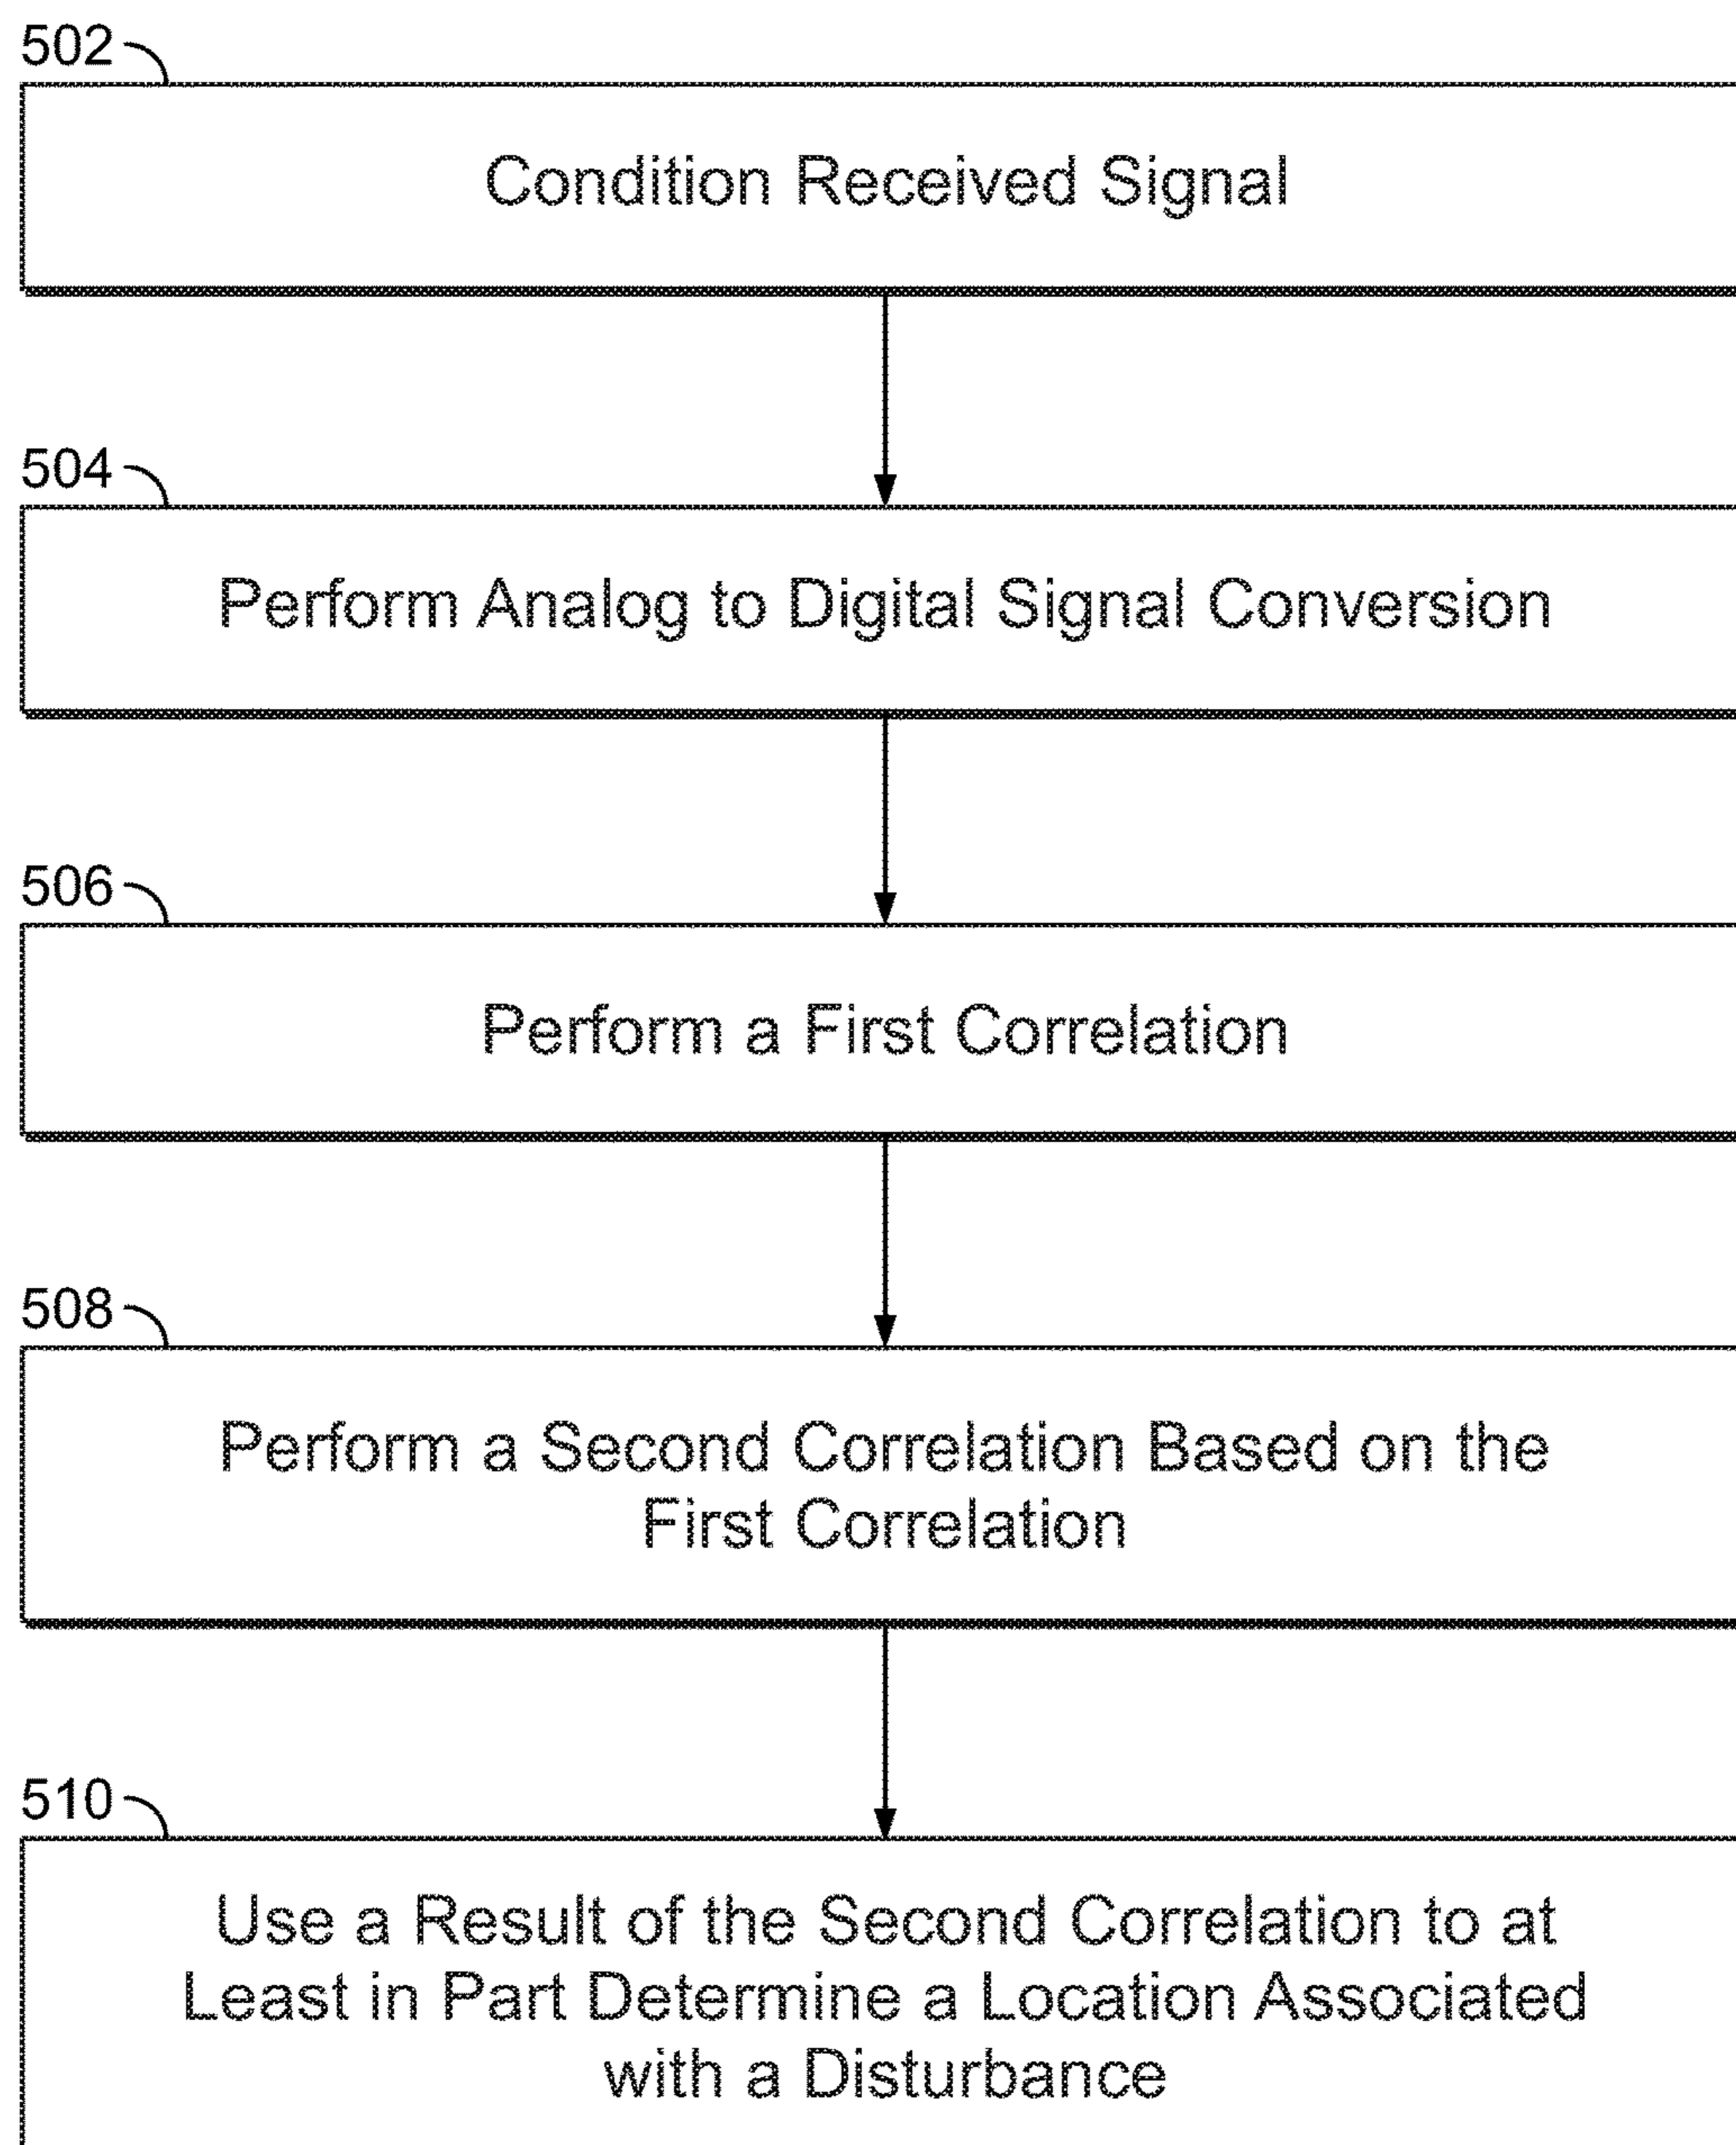 502
Condition Received Signal
504
Perform Analog to Digital Signal Conversion
506
Perform a First Correlation
508
Perform a Second Correlation Based on the
First Correlation
510
Use a Result of the Second Correlation to at
Least in Part Determine a Location Associated
with a Disturbance